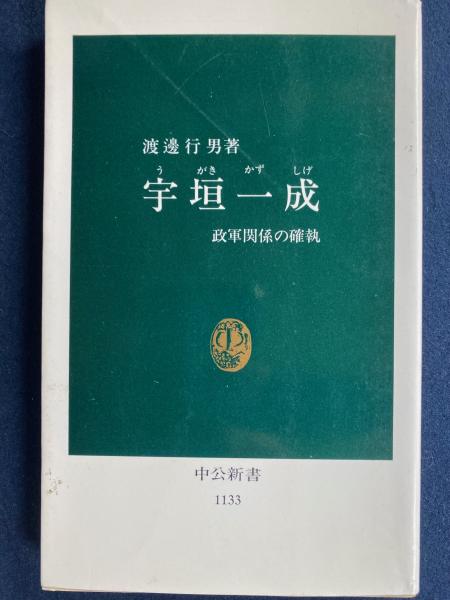 渡邊行男著
う がき かず しげ
宇垣一成
政軍関係の確執
中公新書
1133